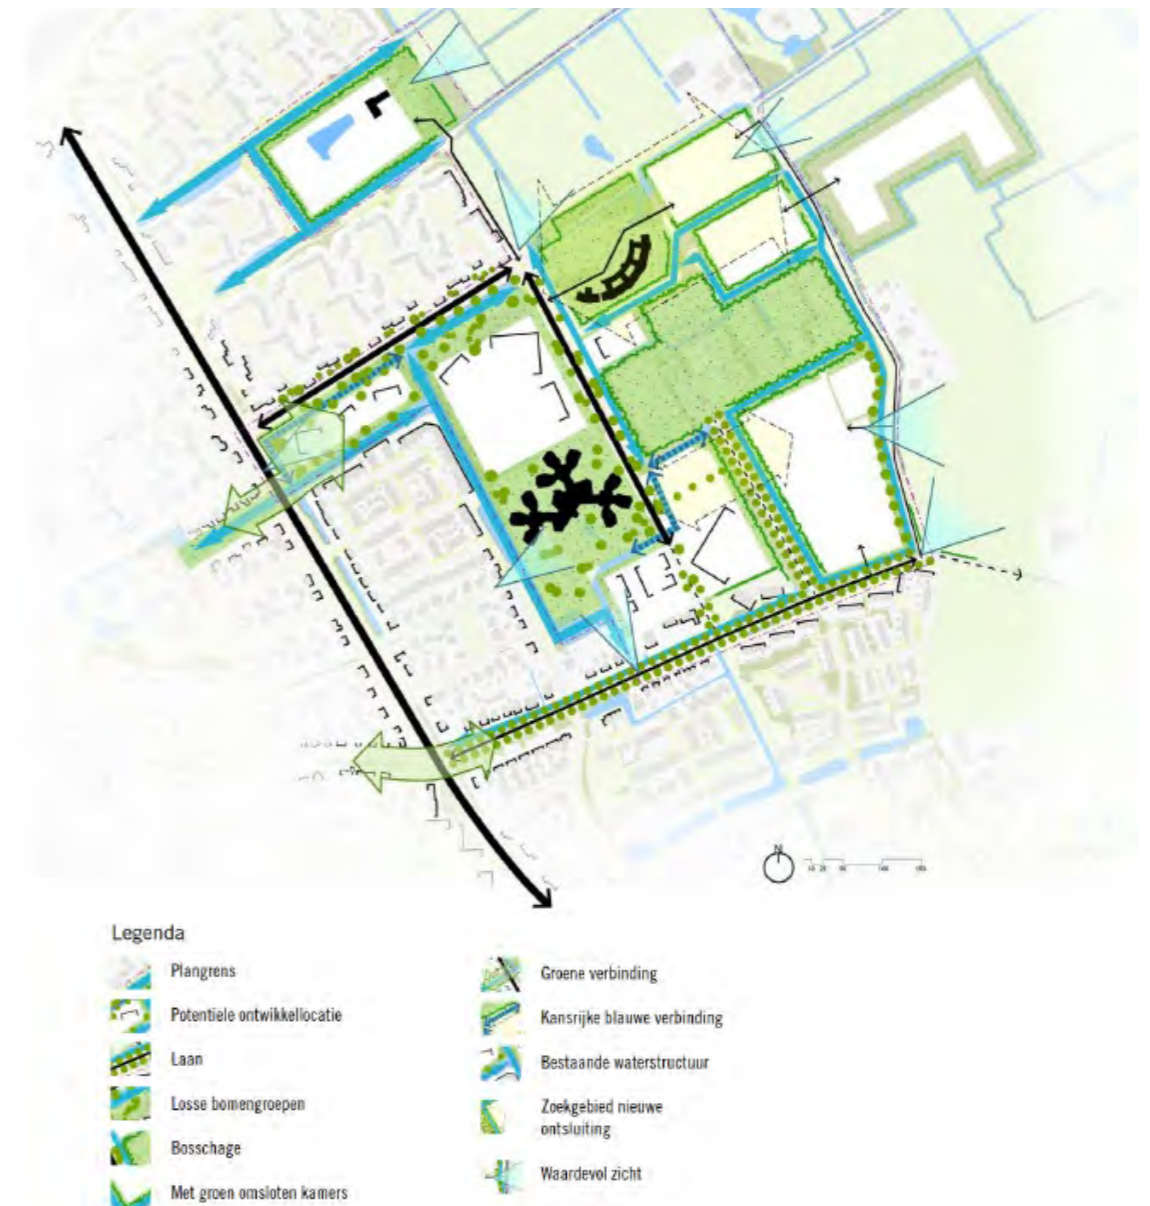 N
Legenda
Plangrens
Potentiele ontwikkellocatie
Laan
Losse bomengroepen
Bosschage
Met groen omsloten kamers
Groene verbinding
Kansrijke blauwe verbinding
Bestaande waterstructuur
Zoekgebied nieuwe
ontsluiting
Waardevol zicht